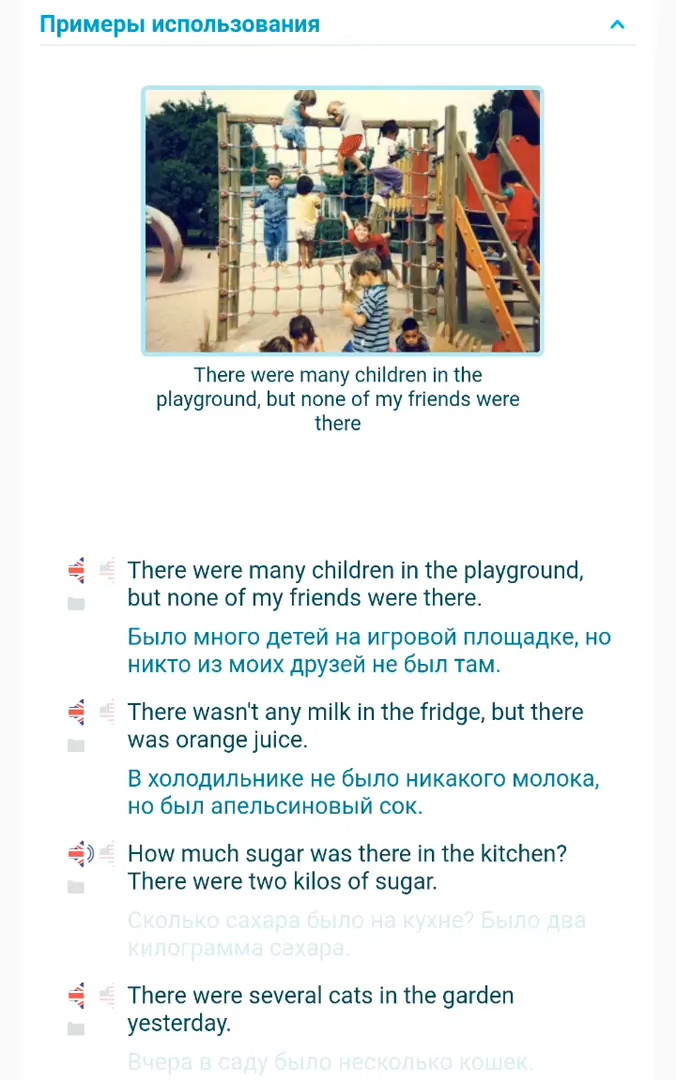 Примеры использования
There were many children in the
playground, but none of my friends were
there
There were many children in the playground,
but none of my friends were there.
Было много детей на игровой площадке, но
никто из моих друзей не был там.
There wasn't any milk in the fridge, but there
was orange juice.
В холодильнике не было никакого молока,
но был апельсиновый сок.
How much sugar was there in the kitchen?
There were two kilos of sugar.
Сколько сахара было на кухне? Было два
килограмма сахара.
There were several cats in the garden
yesterday.
Вчера в саду было несколько кошек.